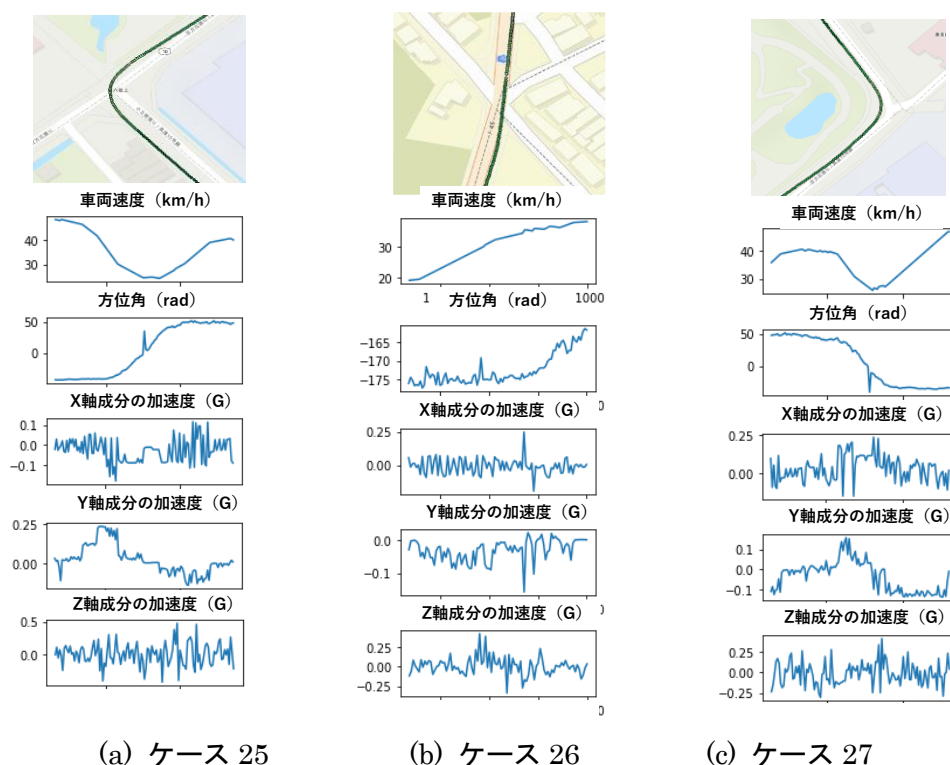 車両速度（km/h）
40
30
方位角（rad）
50
0
X軸成分の加速度（G）
0.1
0.0
−0.1
Y軸成分の加速度（G）
0.25
0.00
Z軸成分の加速度（G）
0.5
0.0
(a) ケース 25
車両速度（km/h）
30
20
1
1000
方位角（rad）
−165
−170
−175
0
X軸成分の加速度（G）
0.25
0.00
Y軸成分の加速度（G）
0.0
−0.1
0
Z軸成分の加速度（G）
0.25
0.00
−0.25
0
(b) ケース 26
車両速度（km/h）
40
30
方位角（rad）
50
0
X軸成分の加速度（G）
0.25
0.00
Y軸成分の加速度（G）
0.1
0.0
−0.1
Z軸成分の加速度（G）
0.25
0.00
−0.25
(c) ケース 27